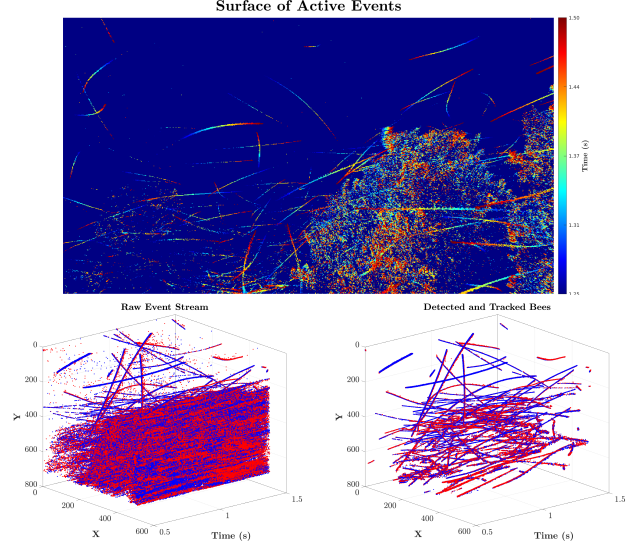 Surface of Active Events
1.50
1.44
1.37
1.31
1.25
Time (s)
Raw Event Stream
0
200
400
600
800
Y
0
200
400
600
X
0.5
1
1.5
Time (s)
Detected and Tracked Bees
0
200
400
600
800
Y
0
200
400
600
X
0.5
1
1.5
Time (s)